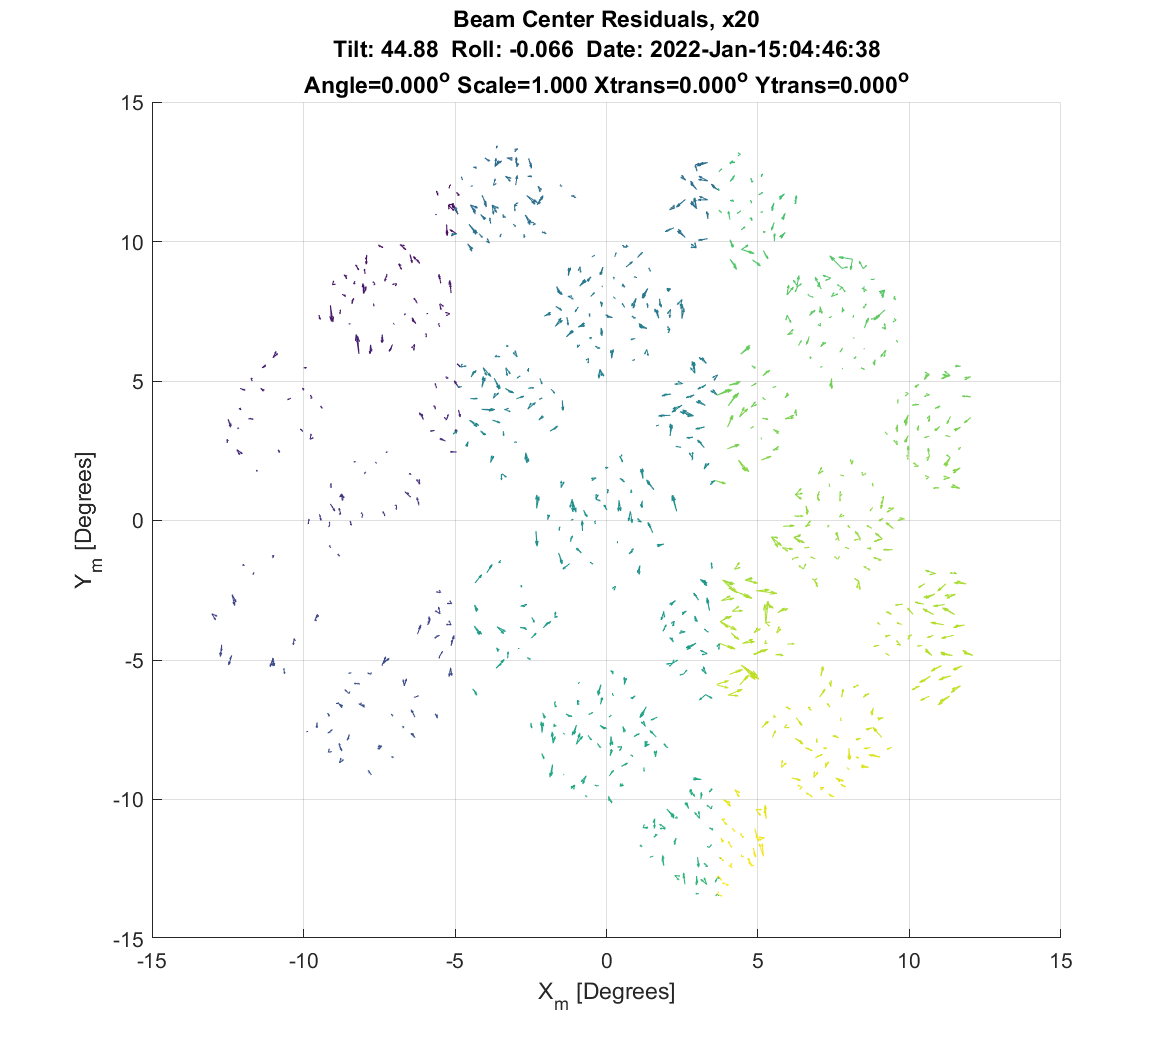 Beam Center Residuals, x20
Tilt: 44.88 Roll: -0.066 Date: 2022-Jan-15:04:46:38
Angle=0.000° Scale=1.000 Xtrans=0.000° Ytrans=0.000°
15
10
5
0
-5
-10
-15
Y_m [Degrees]
-15 -10 -5 0 5 10 15
X_m [Degrees]